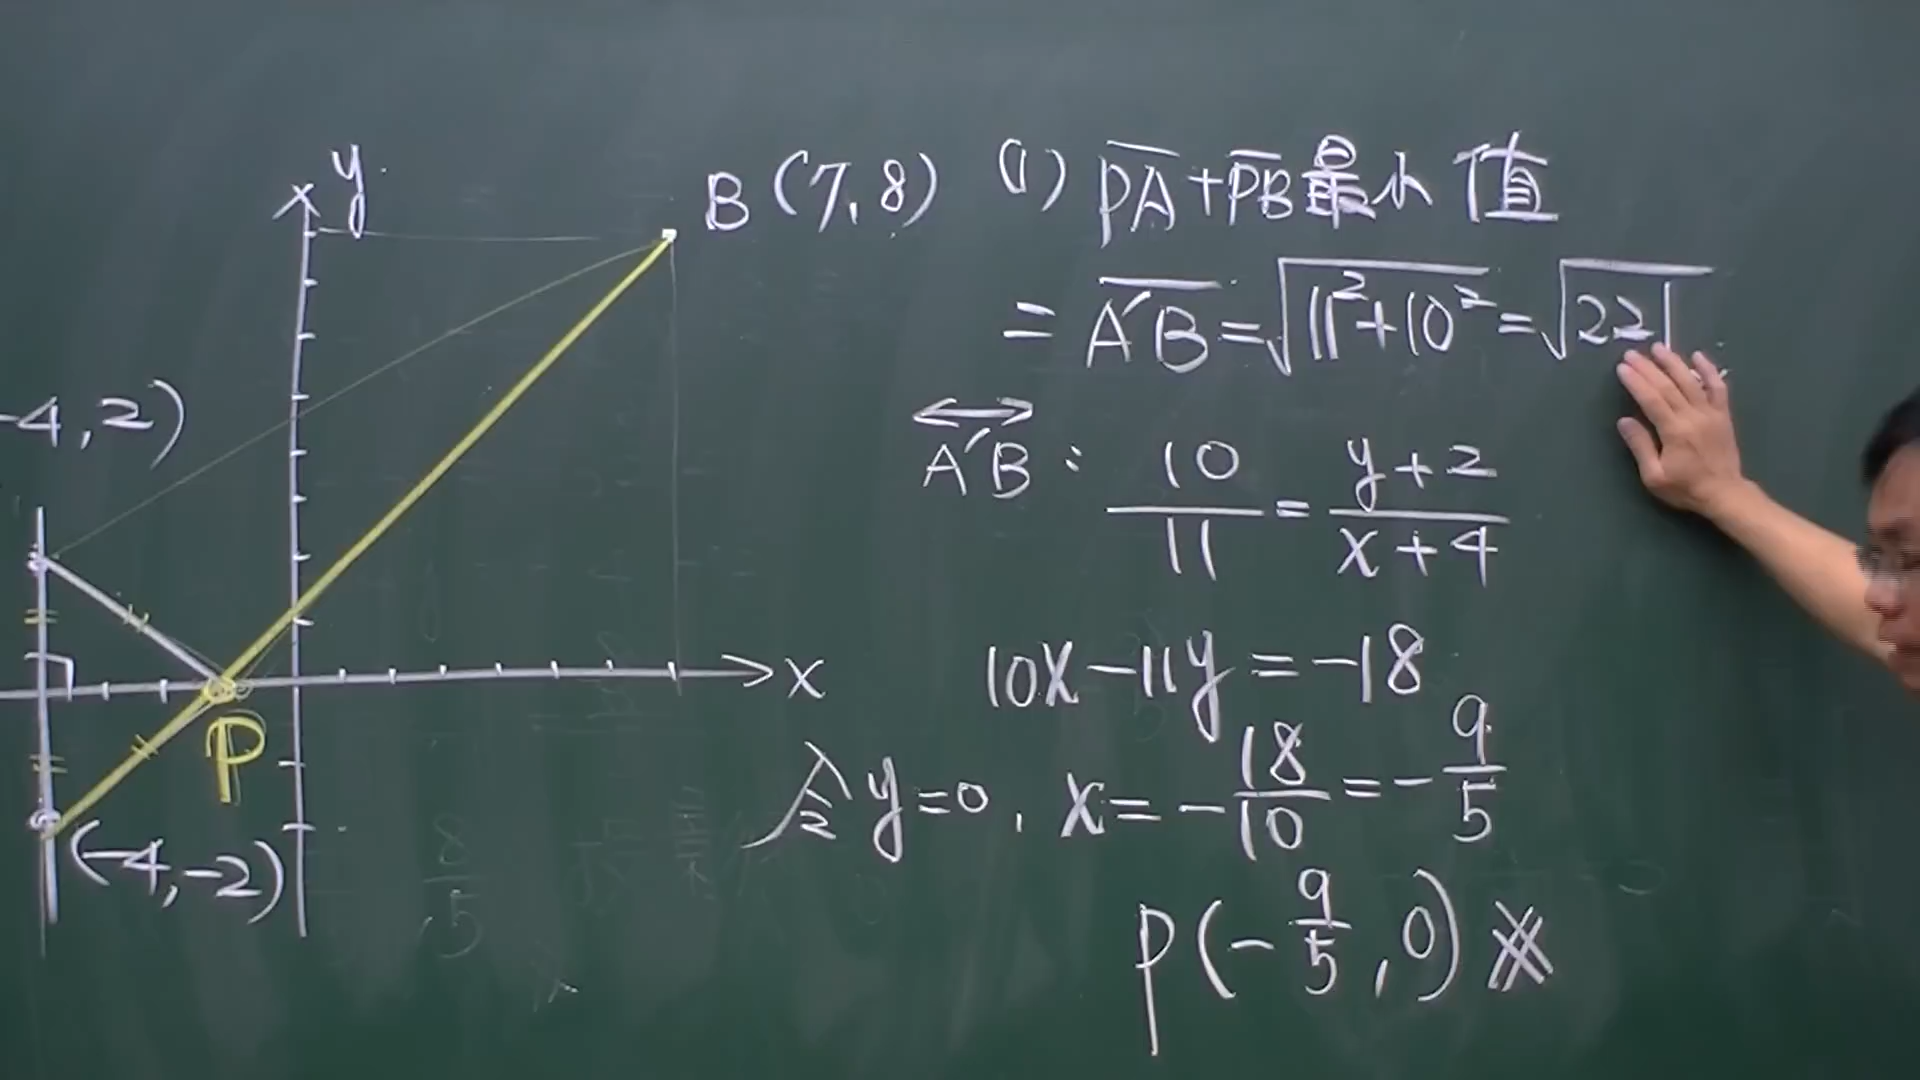 y
B(7,8)
(1) PA+PB最小值
=A′B=√11²+10²=√221
-4,2)
A′B: 10/11=y+2/x+4
x
10x-11y=-18
P
令y=0, x=-18/10=-9/5
(-4,-2)
P(-9/5,0)